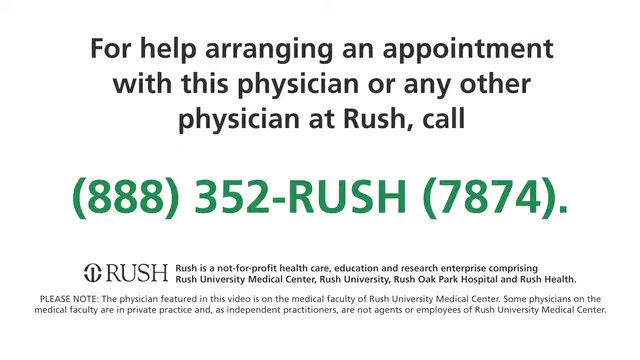 For help arranging an appointment
with this physician or any other
physician at Rush, call
(888) 352-RUSH (7874).
RUSH
Rush is a not-for-profit health care, education and research enterprise comprising
Rush University Medical Center, Rush University, Rush Oak Park Hospital and Rush Health.
PLEASE NOTE: The physician featured in this video is on the medical faculty of Rush University Medical Center. Some physicians on the
medical faculty are in private practice and, as independent practitioners, are not agents or employees of Rush University Medical Center.